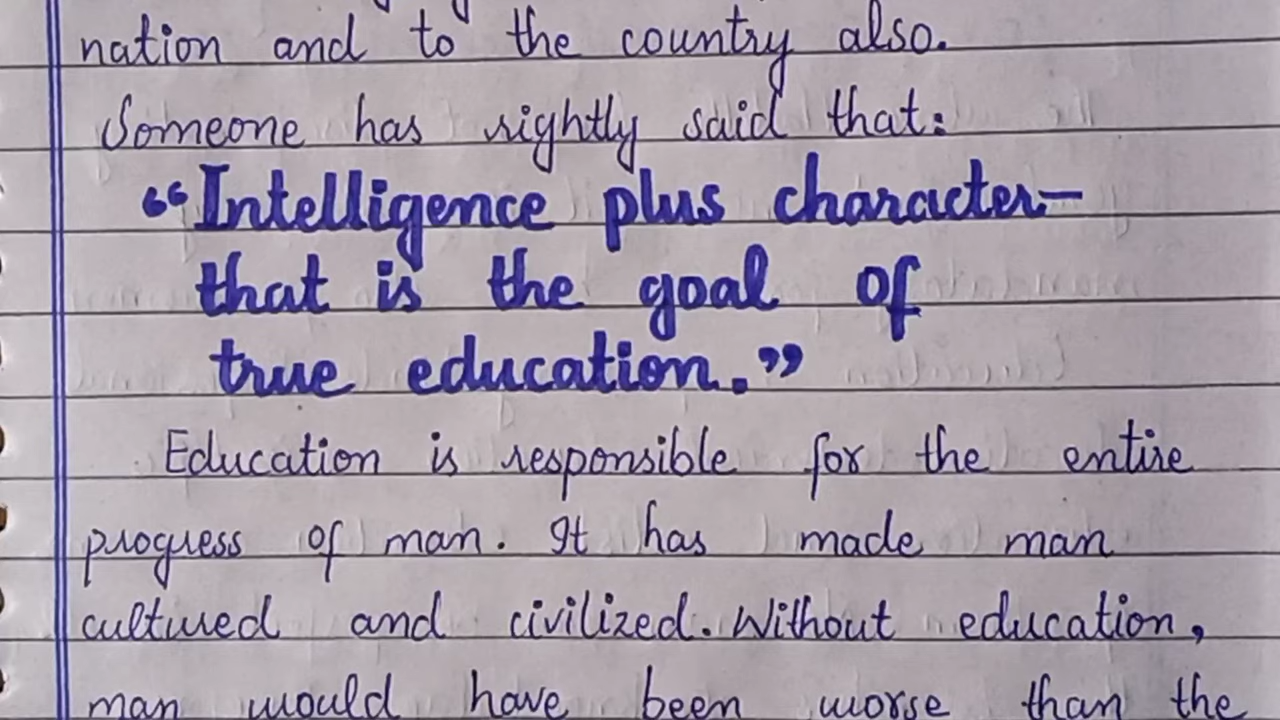 nation and to the country also.
Someone has rightly said that:
“Intelligence plus character-
that is the goal of
true education.”
Education is responsible for the entire
progress of man. It has made man
cultured and civilized. Without education,
man would have been worse than the